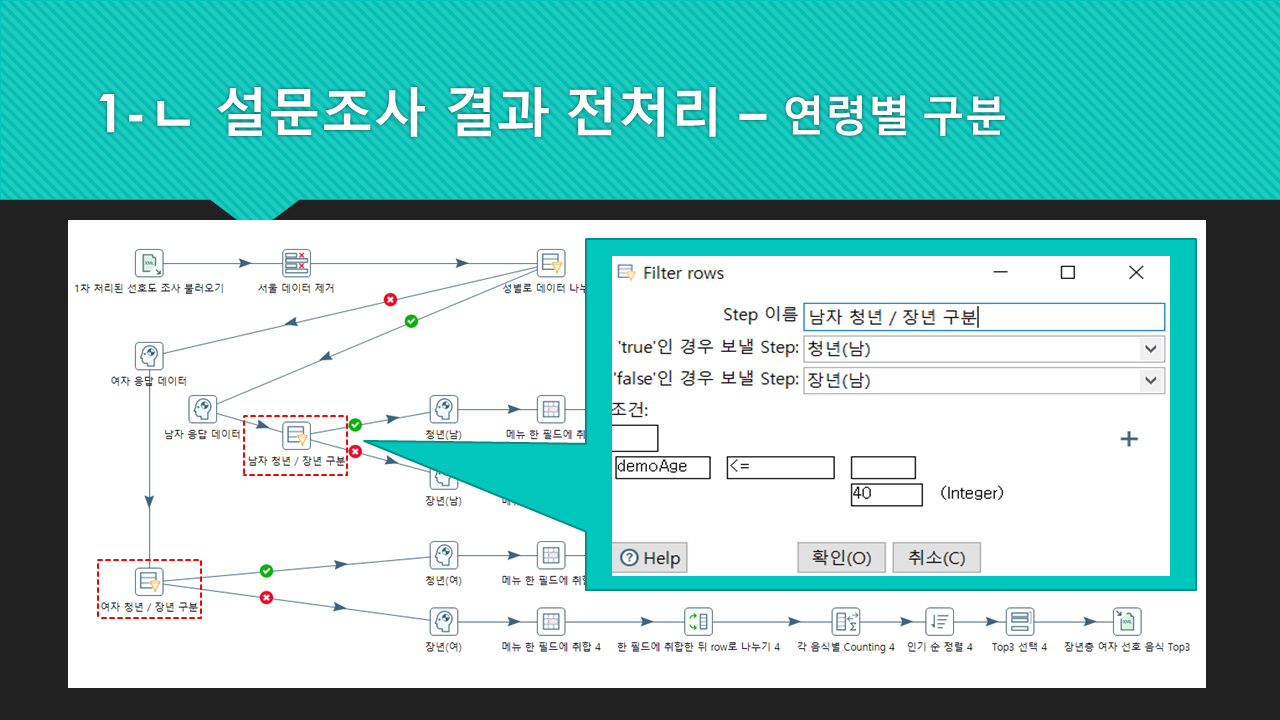 1-ㄴ 설문조사 결과 전처리 – 연령별 구분
1차 처리된 선호도 조사 불러오기
서울 데이터 제거
성별로 데이터 나누
여자 응답 데이터
남자 응답 데이터
남자 청년 / 장년 구분
청년(남)
메뉴 한 필드에 취
장년(남)
Filter rows
Step 이름
남자 청년 / 장년 구분
'true'인 경우 보낼 Step:
청년(남)
'false'인 경우 보낼 Step:
장년(남)
조건:
demoAge
<=
40
(Integer)
Help
확인(O)
취소(C)
여자 청년 / 장년 구분
청년(여)
메뉴 한 필드에 취합
장년(여)
메뉴 한 필드에 취합 4
한 필드에 취합한 뒤 row로 나누기 4
각 음식별 Counting 4
인기 순 정렬 4
Top3 선택 4
장년층 여자 선호 음식 Top3